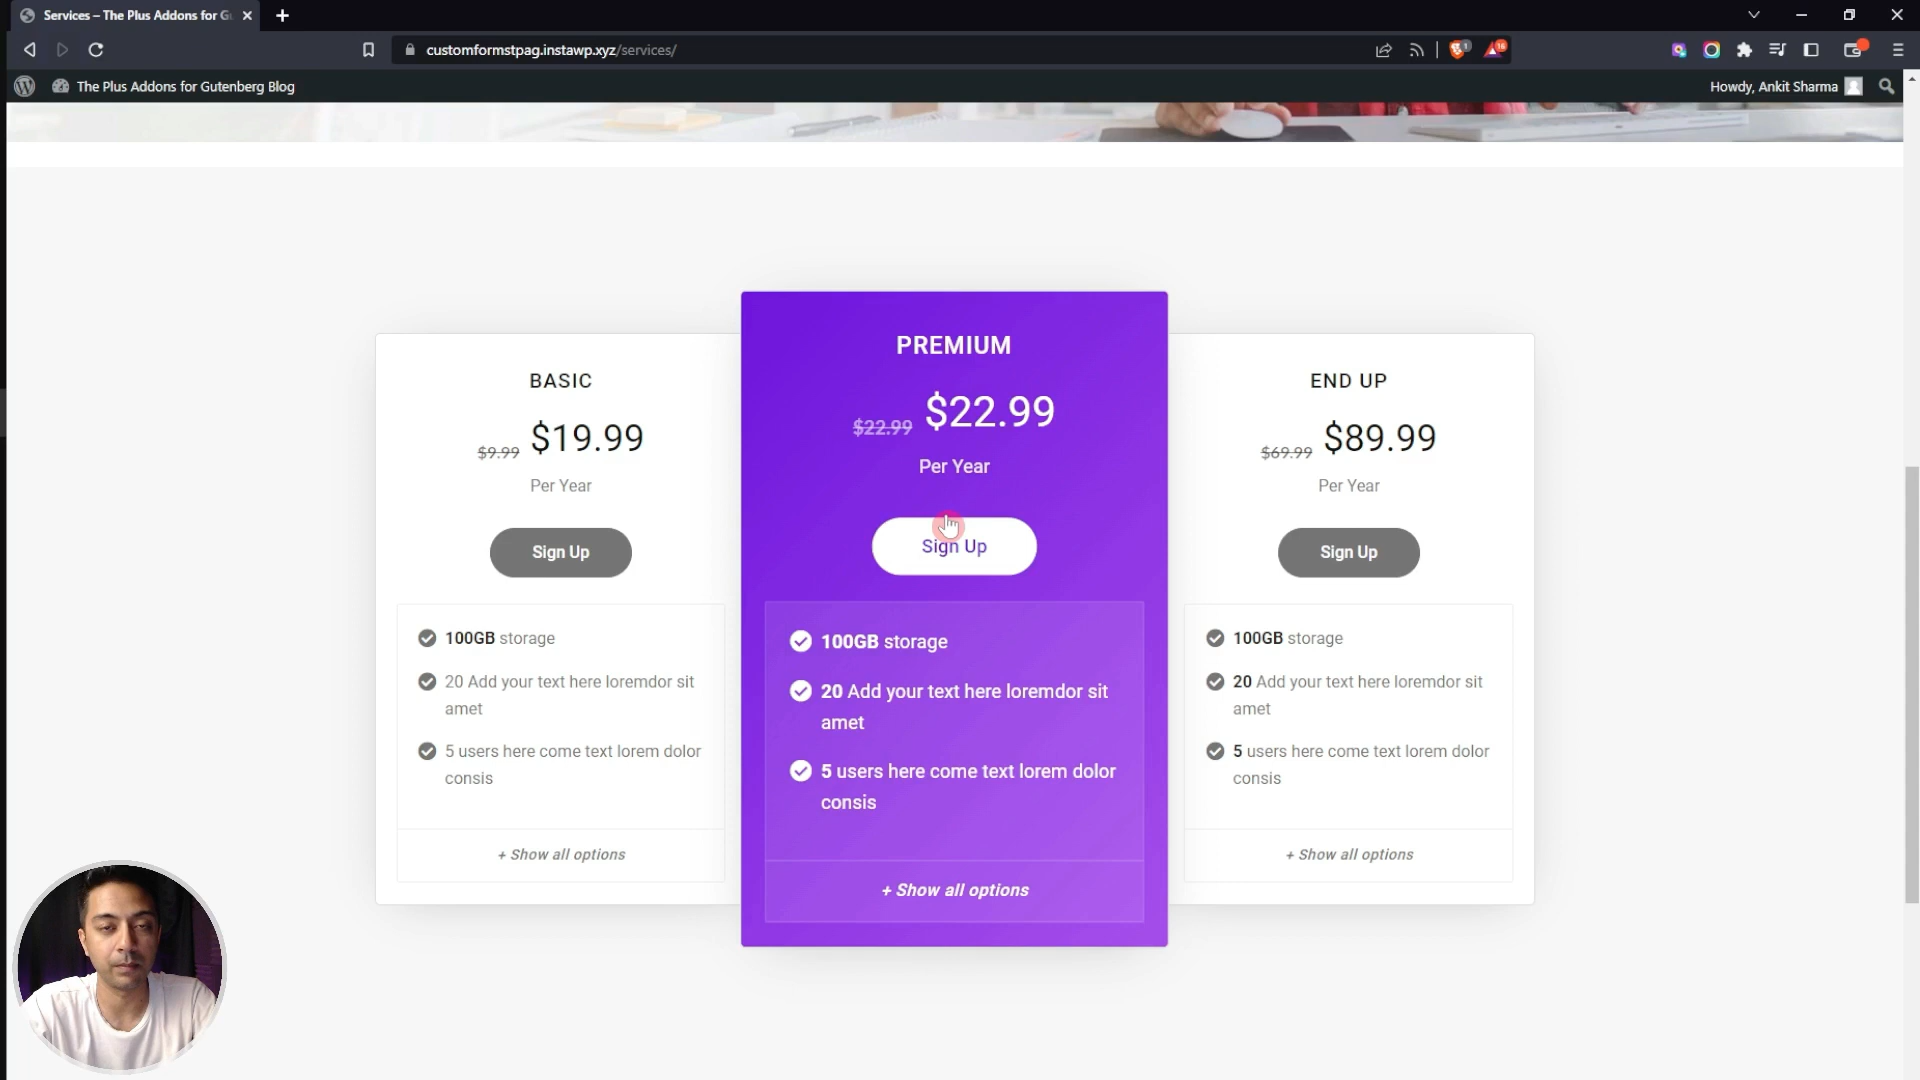 Services – The Plus Addons for Gu
customformstpag.instawp.xyz/services/
The Plus Addons for Gutenberg Blog
Howdy, Ankit Sharma
BASIC
$9.99 $19.99
Per Year
Sign Up
100GB storage
20 Add your text here loremdor sit
amet
5 users here come text lorem dolor
consis
+ Show all options
PREMIUM
$22.99 $22.99
Per Year
Sign Up
100GB storage
20 Add your text here loremdor sit
amet
5 users here come text lorem dolor
consis
+ Show all options
END UP
$69.99 $89.99
Per Year
Sign Up
100GB storage
20 Add your text here loremdor sit
amet
5 users here come text lorem dolor
consis
+ Show all options